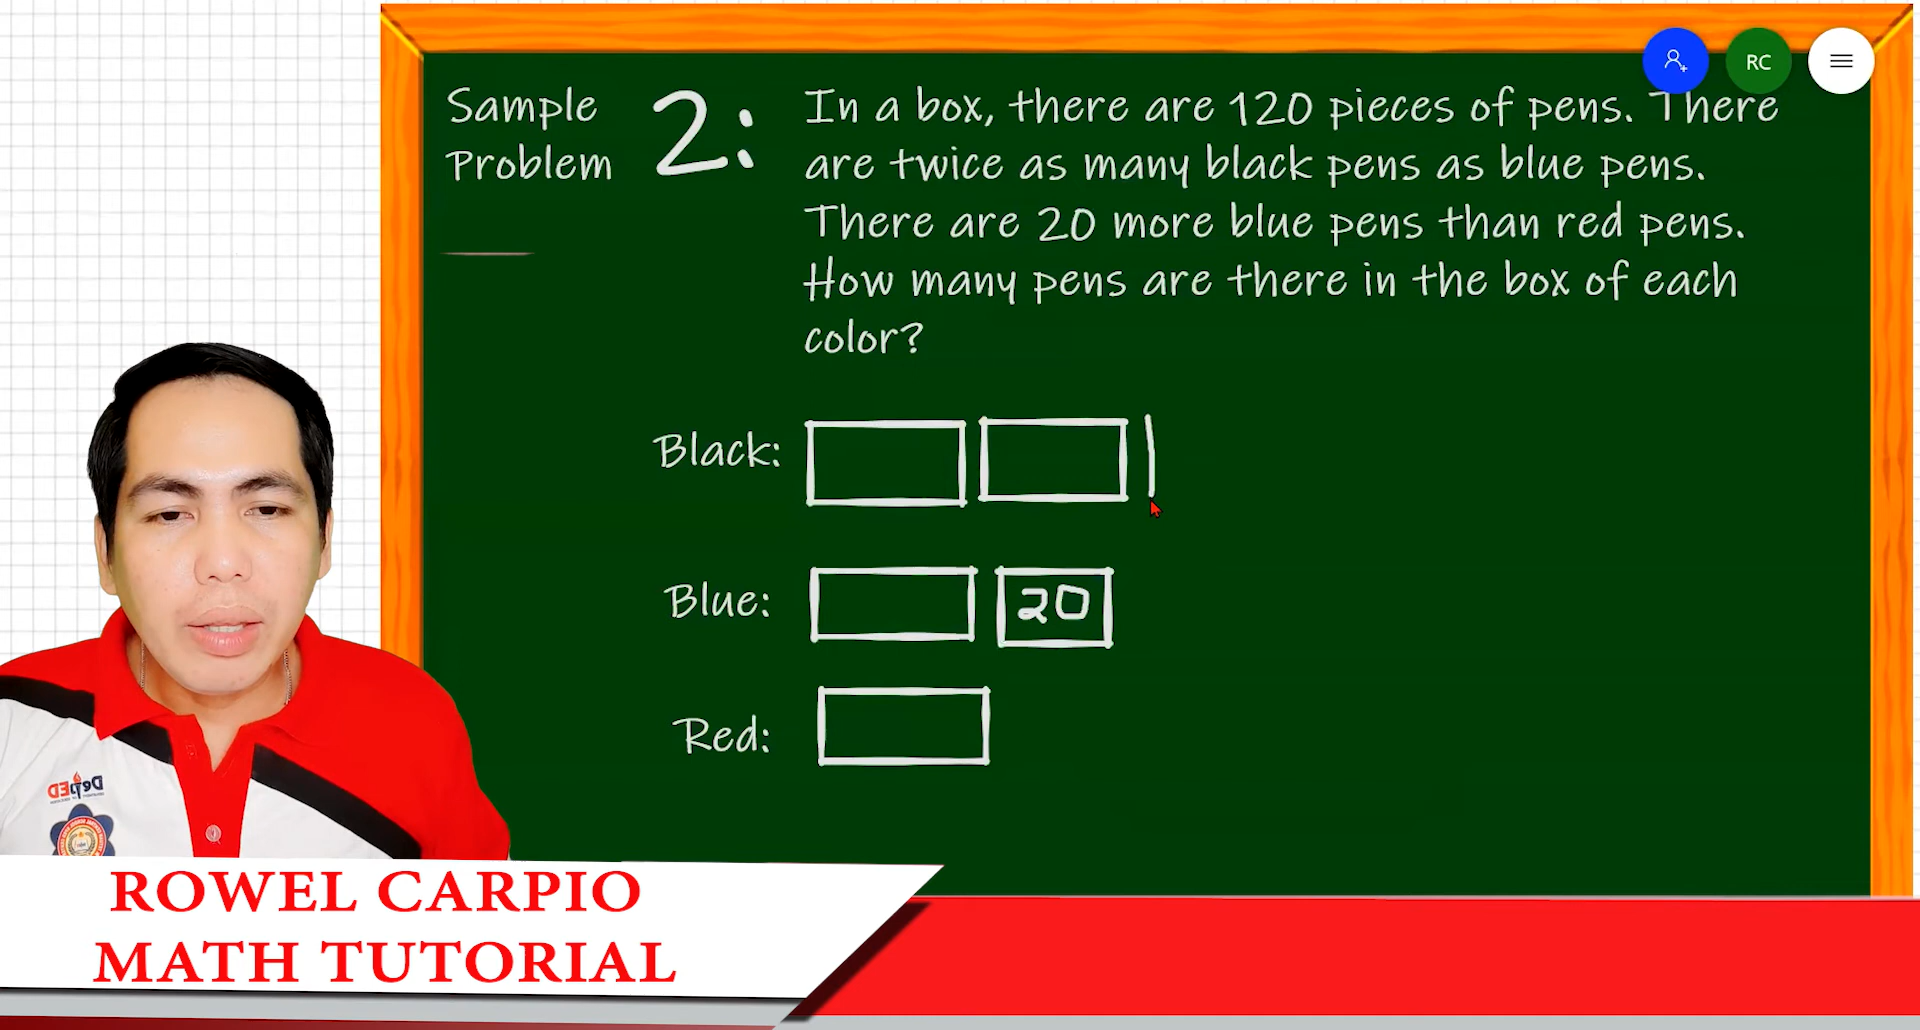 Sample
Problem
2:
In a box, there are 120 pieces of pens. There
are twice as many black pens as blue pens.
There are 20 more blue pens than red pens.
How many pens are there in the box of each
color?
RC
Black:
Blue:
20
Red:
DepED
ROWEL CARPIO
MATH TUTORIAL